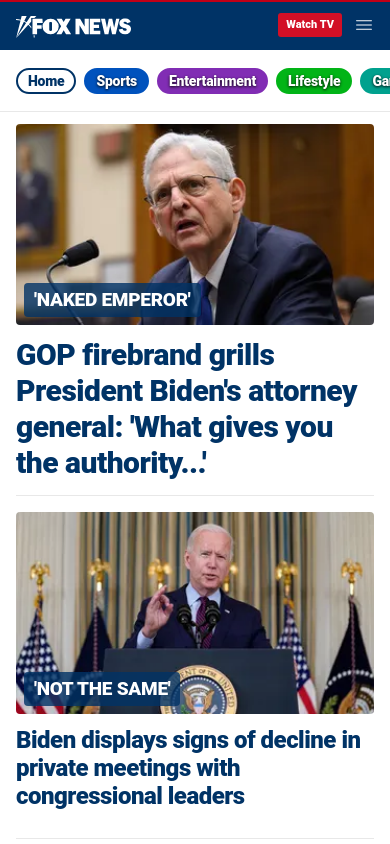 FOX NEWS
Watch TV
Home
Sports
Entertainment
Lifestyle
Ga
'NAKED EMPEROR'
GOP firebrand grills
President Biden's attorney
general: 'What gives you
the authority...'
'NOT THE SAME'
Biden displays signs of decline in
private meetings with
congressional leaders